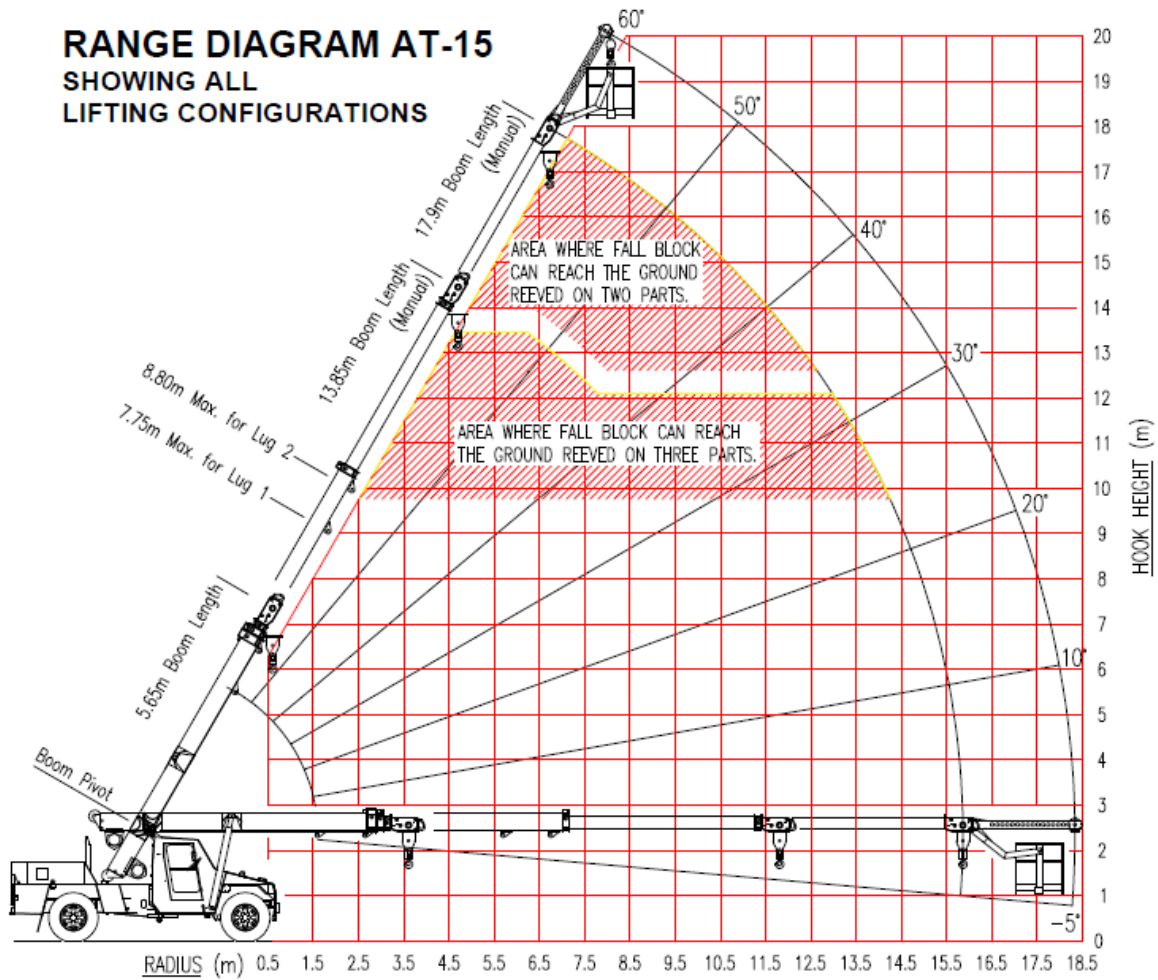 RANGE DIAGRAM AT-15
SHOWING ALL
LIFTING CONFIGURATIONS
60°
50°
40°
30°
20°
10°
-5°
17.9m Boom Length
(Manual)
13.85m Boom Length
(Manual)
8.80m Max. for Lug 2
7.75m Max. for Lug 1
5.65m Boom Length
Boom Pivot
AREA WHERE FALL BLOCK
CAN REACH THE GROUND
REEVED ON TWO PARTS.
AREA WHERE FALL BLOCK CAN REACH
THE GROUND REEVED ON THREE PARTS.
20
19
18
17
16
15
14
13
12
11
10
9
8
7
6
5
4
3
2
1
0
HOOK HEIGHT (m)
RADIUS (m) 0.5 1.5 2.5 3.5 4.5 5.5 6.5 7.5 8.5 9.5 10.5 11.5 12.5 13.5 14.5 15.5 16.5 17.5 18.5